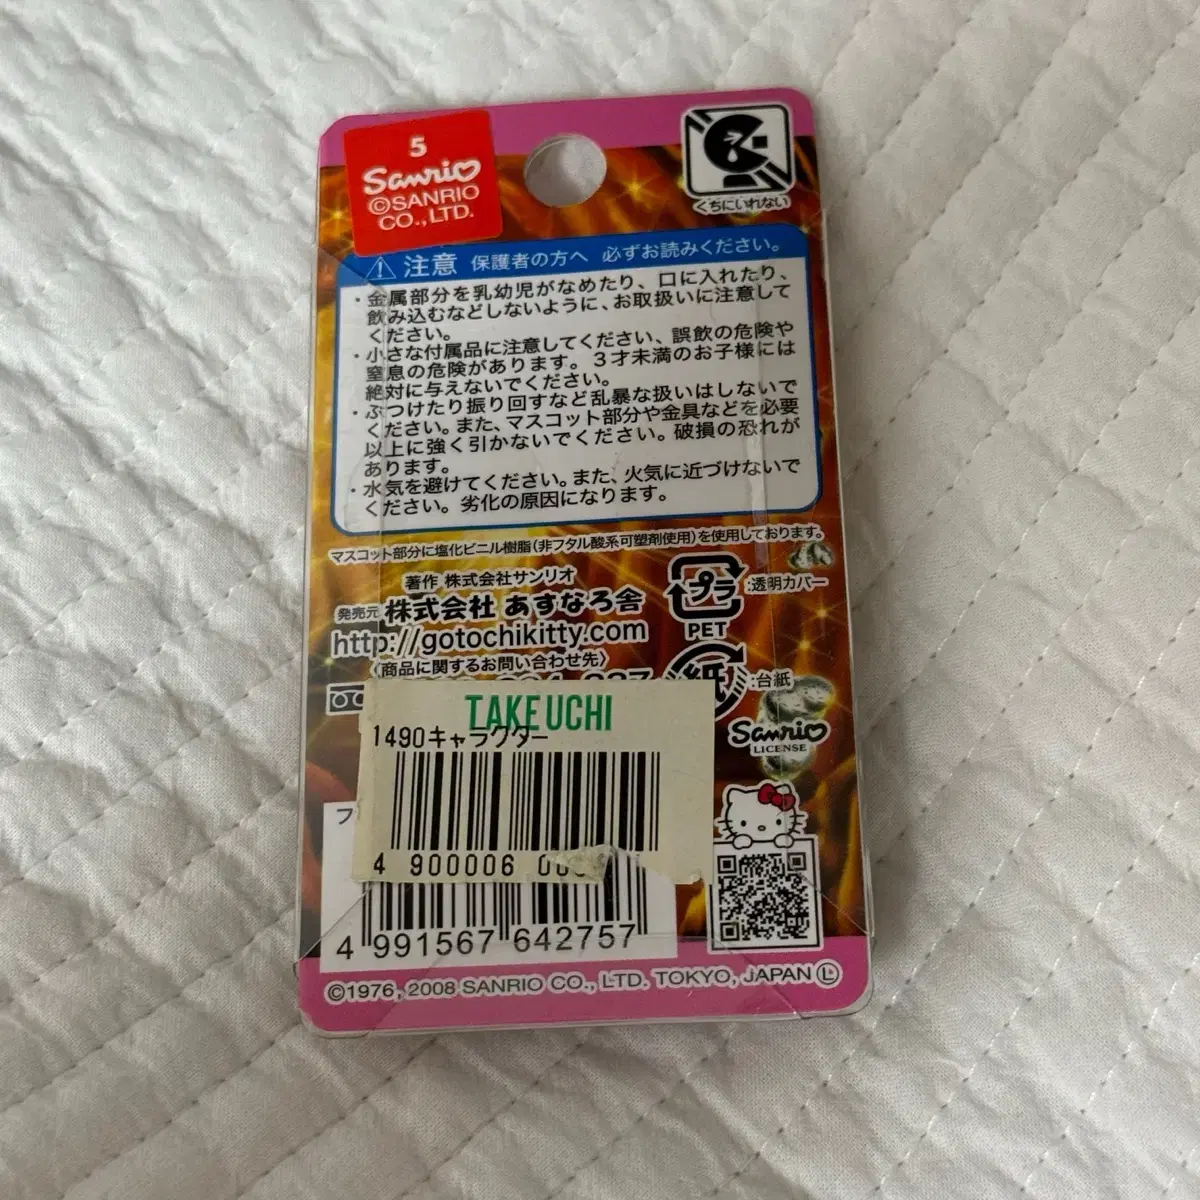 5
Sanrio
©SANRIO
CO., LTD.
くちにいれない
注意 保護者の方へ 必ずお読みください。
・金属部分を乳幼児がなめたり、口に入れたり、
飲み込むなどしないように、お取扱いに注意して
ください。
・小さな付属品に注意してください、誤飲の危険や
窒息の危険があります。3才未満のお子様には
絶対に与えないでください。
・ぶつけたり振り回すなど乱暴な扱いはしないで
ください。また、マスコット部分や金具などを必要
以上に強く引かないでください。破損の恐れが
あります。
・水気を避けてください。また、火気に近づけないで
ください。劣化の原因になります。
マスコット部分に塩化ビニル樹脂(非フタル酸系可塑剤使用)を使用しております。
著作 株式会社サンリオ
発売元 株式会社 あすなろ舎
http://gotochikitty.com
〈商品に関するお問い合わせ先〉
プラ :透明カバー
PET
紙 :台紙
Sanrio
LICENSE
TAKEUCHI
1490キャラクター
4 900006
フ
4 991567 642757
©1976, 2008 SANRIO CO., LTD. TOKYO, JAPAN Ⓛ